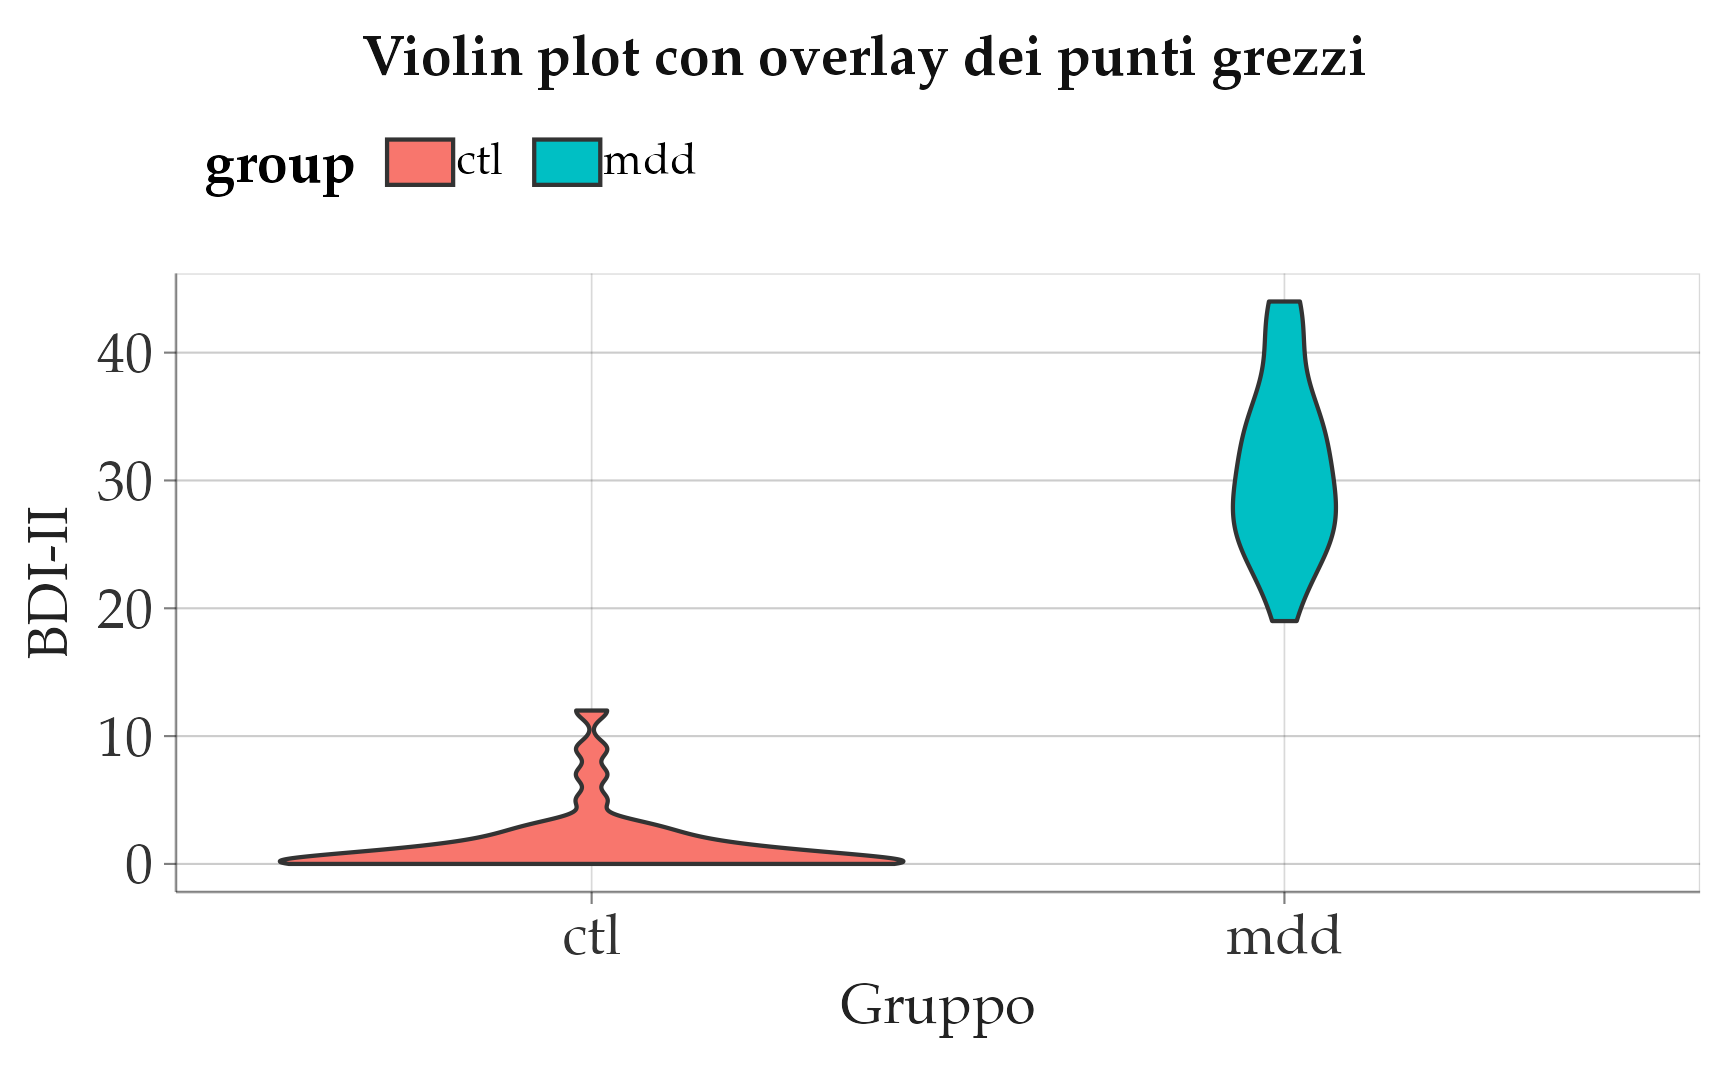 Violin plot con overlay dei punti grezzi
group ctl mdd
BDI-II
40
30
20
10
0
ctl mdd
Gruppo